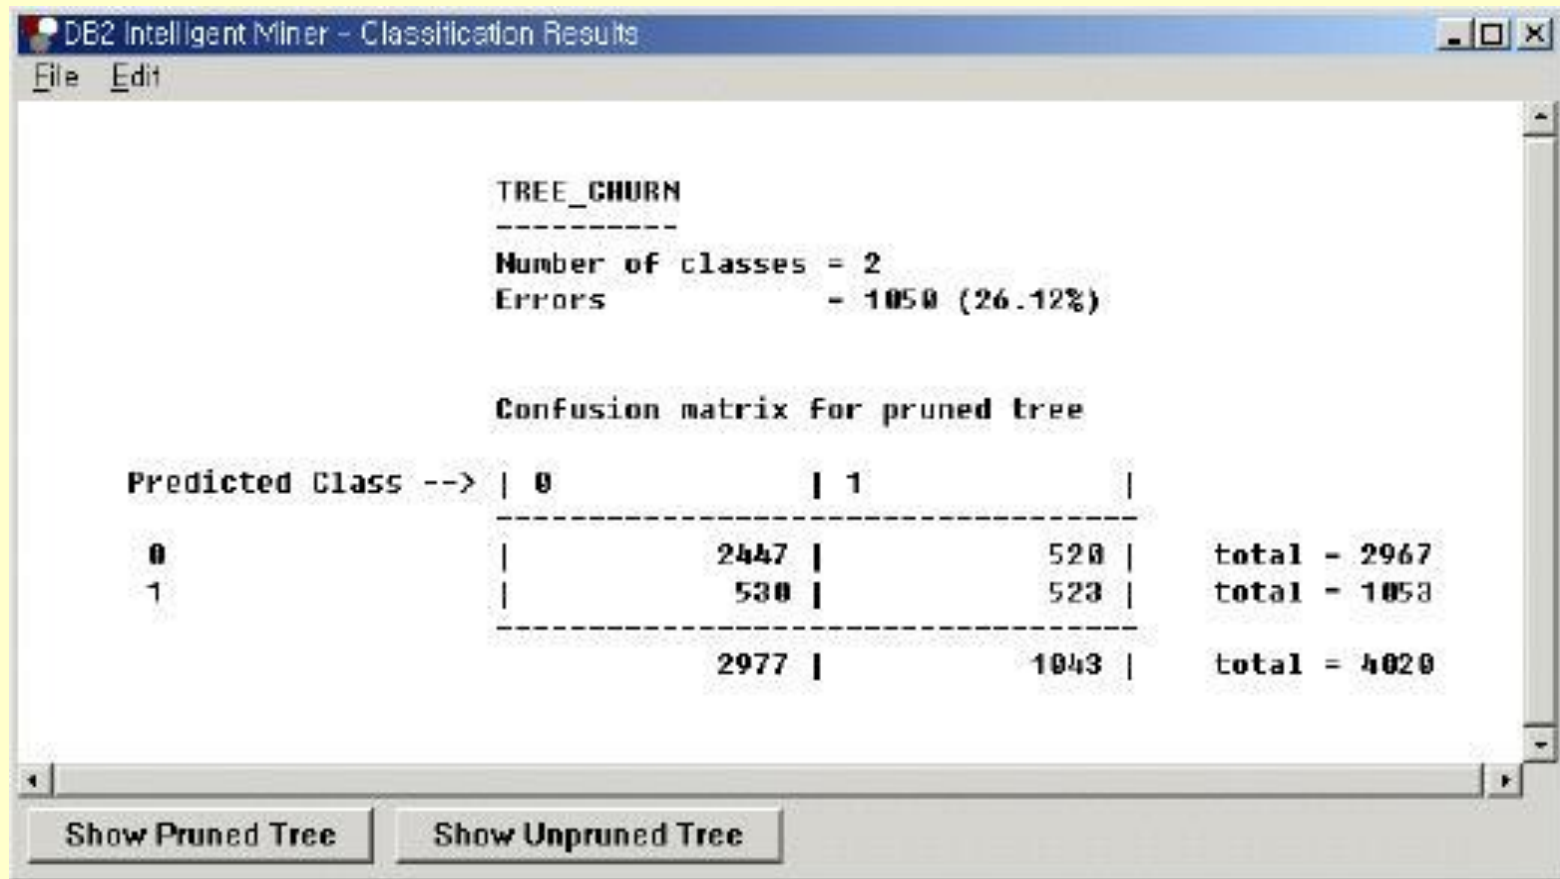 DB2 Intelligent Miner - Classification Results
File Edit
TREE_CHURN
----------
Number of classes = 2
Errors = 1050 (26.12%)
Confusion matrix for pruned tree
Predicted Class --> | 0 | 1 |
-----------------------------------
0 | 2447 | 520 | total = 2967
1 | 530 | 523 | total = 1053
-----------------------------------
2977 | 1043 | total = 4020
Show Pruned Tree Show Unpruned Tree